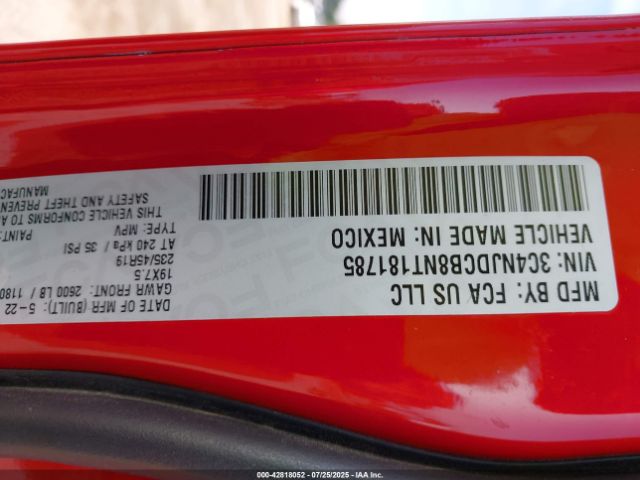 MFD BY: FCA US LLC
VIN: 3C4NJDCB8NT181785
VEHICLE MADE IN: MEXICO
DATE OF MFR (BUILT): 5-22
GAWR FRONT: 2600 LB / 1180
19X7.5
235/45R19
AT 240 kPa / 35 PSI
TYPE: MPV
THIS VEHICLE CONFORMS TO
SAFETY AND THEFT
000-42818052 - 07/25/2025 - IAA Inc.